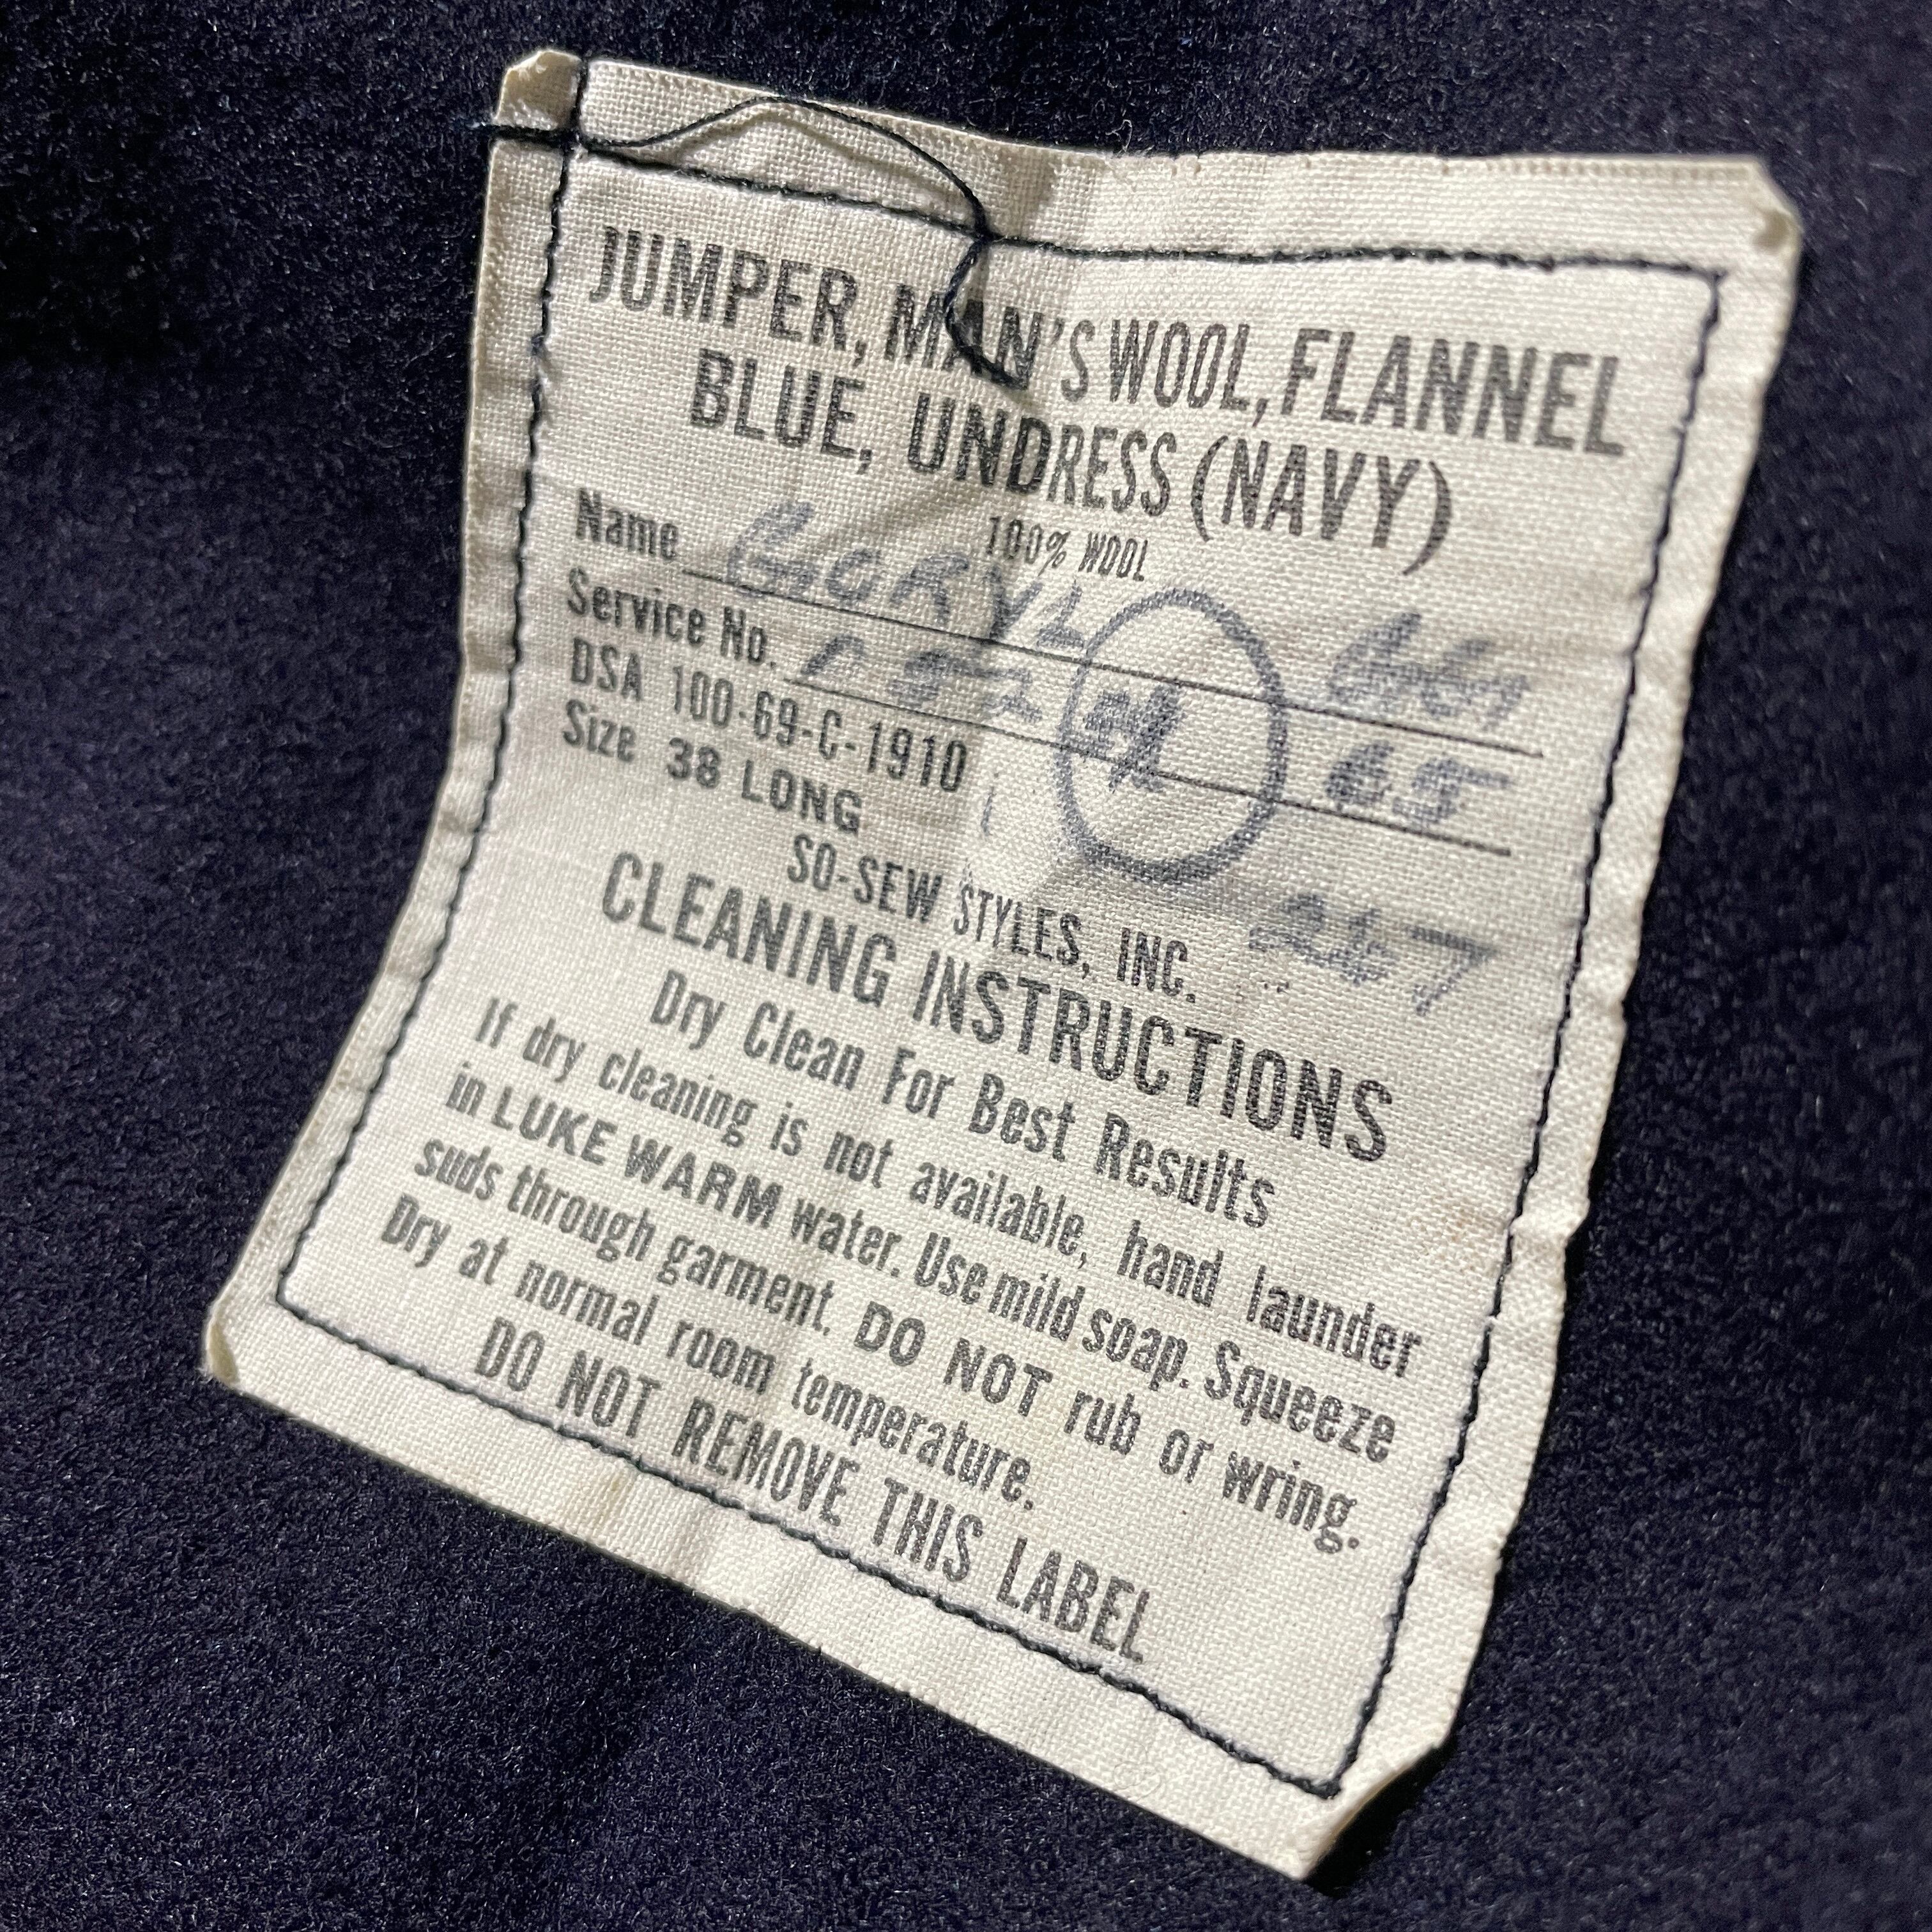 JUMPER, MAN'S WOOL, FLANNEL
BLUE, UNDRESS (NAVY)
100% WOOL
Name
Service No.
DSA 100-69-C-1910
Size 38 LONG
SO-SEW STYLES, INC.
267
CLEANING INSTRUCTIONS
Dry Clean For Best Results
If dry cleaning is not available, hand launder
in LUKE WARM water. Use mild soap. Squeeze
suds through garment. DO NOT rub or wring.
Dry at normal room temperature.
DO NOT REMOVE THIS LABEL